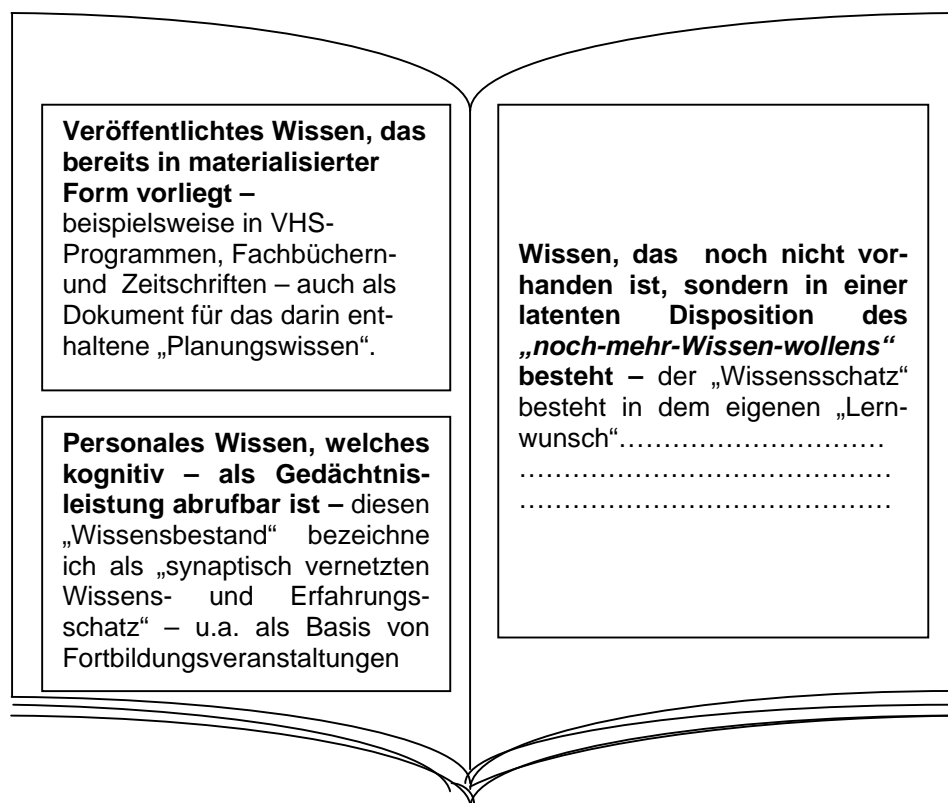 Veröffentlichtes Wissen, das
bereits in materialisierter
Form vorliegt –
beispielsweise in VHS-
Programmen, Fachbüchern-
und Zeitschriften – auch als
Dokument für das darin ent-
haltene „Planungswissen“.
Personales Wissen, welches
kognitiv – als Gedächtnis-
leistung abrufbar ist – diesen
„Wissensbestand“ bezeichne
ich als „synaptisch vernetzten
Wissens- und Erfahrungs-
schatz“ – u.a. als Basis von
Fortbildungsveranstaltungen
Wissen, das noch nicht vor-
handen ist, sondern in einer
latenten Disposition des
„noch-mehr-Wissen-wollens“
besteht – der „Wissensschatz“
besteht in dem eigenen „Lern-
wunsch“…………………………
……………………………………
……………………………………